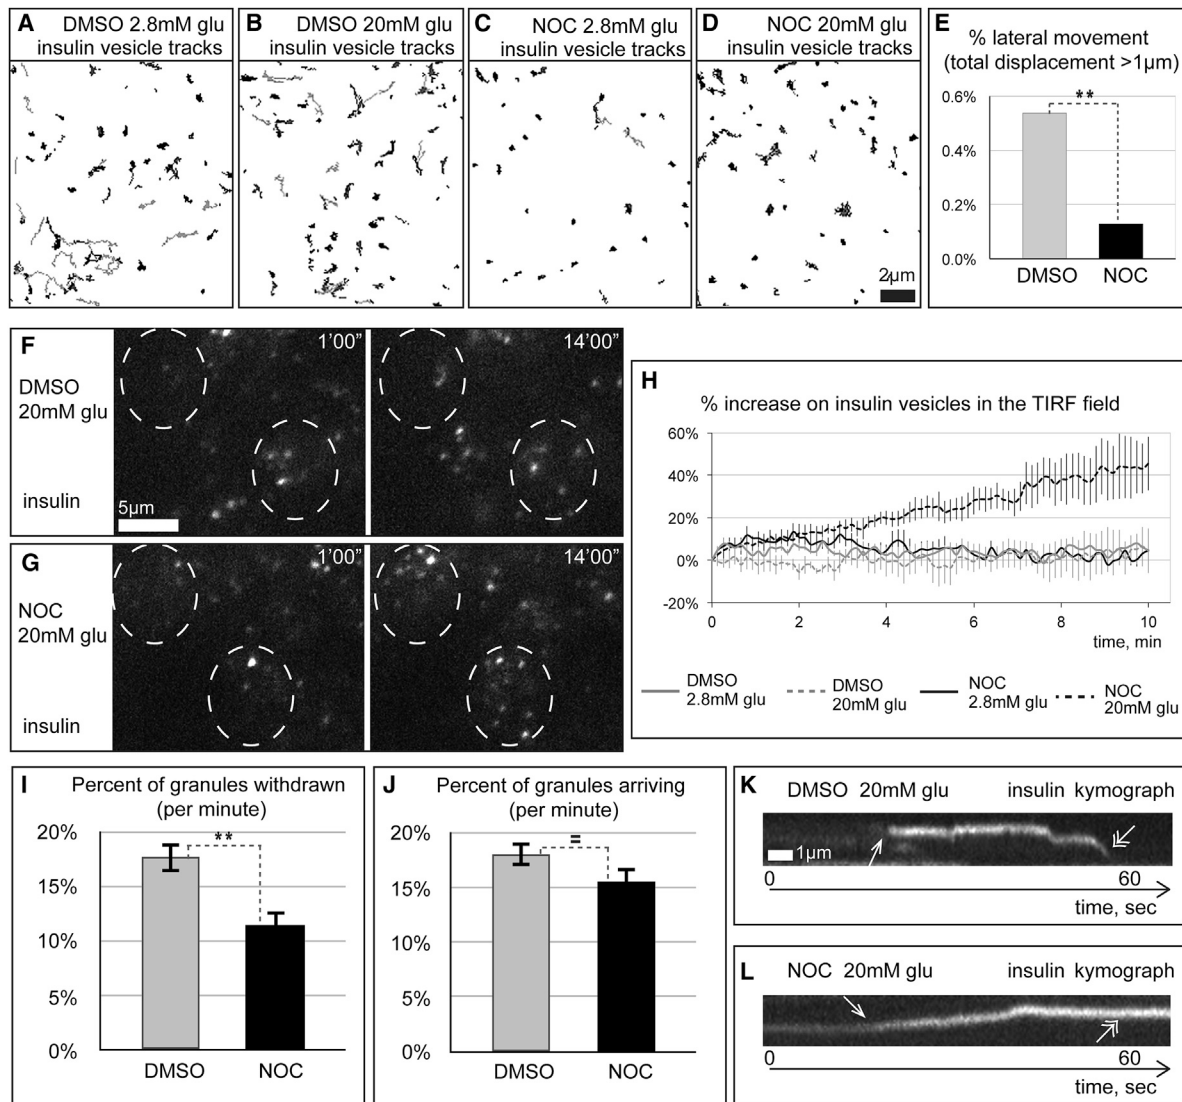 A DMSO 2.8mM glu
insulin vesicle tracks
B DMSO 20mM glu
insulin vesicle tracks
C NOC 2.8mM glu
insulin vesicle tracks
D NOC 20mM glu
insulin vesicle tracks
2µm
E
% lateral movement
(total displacement >1µm)
0.6%
**
0.4%
0.2%
0.0%
DMSO NOC
F
1'00”
14'00”
DMSO
20mM glu
insulin
5µm
G
1'00”
14'00”
NOC
20mM glu
insulin
H
% increase on insulin vesicles in the TIRF field
60%
40%
20%
0%
-20%
0 2 4 6 8 10
time, min
DMSO
2.8mM glu
DMSO
20mM glu
NOC
2.8mM glu
NOC
20mM glu
I Percent of granules withdrawn
(per minute)
20%
**
15%
10%
5%
0%
DMSO NOC
J Percent of granules arriving
(per minute)
20%
=
15%
10%
5%
0%
DMSO NOC
K DMSO 20mM glu insulin kymograph
1µm
0 60
time, sec
L NOC 20mM glu insulin kymograph
0 60
time, sec